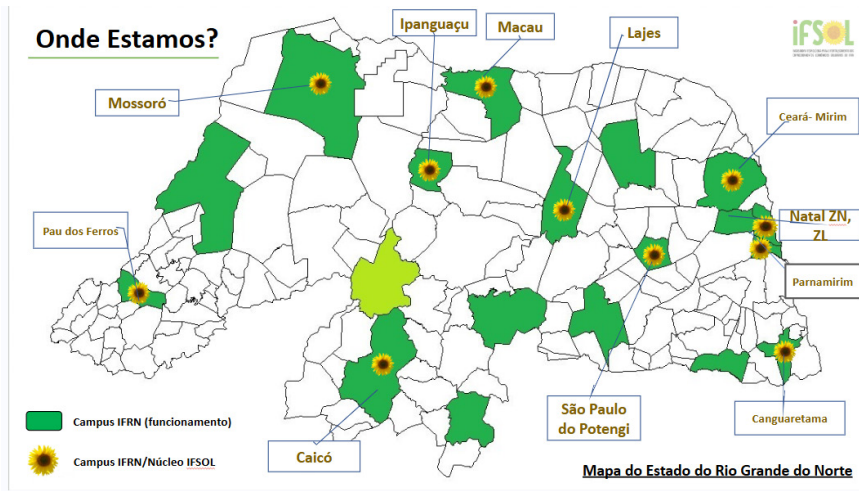 Onde Estamos?
Ipanguaçu
Macau
Lajes
IFSOL
Mossoró
Ceará- Mirim
Pau dos Ferros
Natal ZN,
ZL
Parnamirim
São Paulo
do Potengi
Canguaretama
Caicó
Campus IFRN (funcionamento)
Campus IFRN/Núcleo IFSOL
Mapa do Estado do Rio Grande do Norte